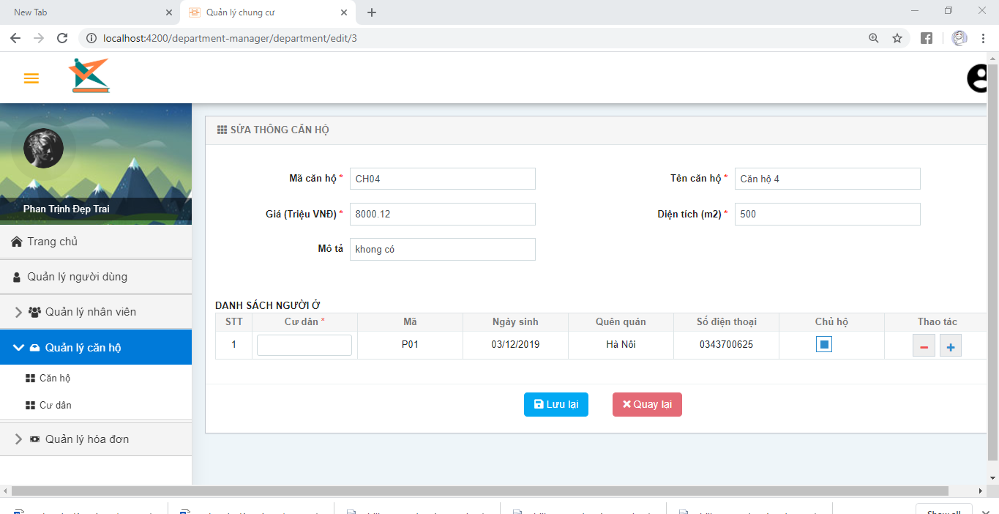 New Tab
Quản lý chung cư
localhost:4200/department-manager/department/edit/3
Phan Trịnh Đẹp Trai
Trang chủ
Quản lý người dùng
Quản lý nhân viên
Quản lý căn hộ
Căn hộ
Cư dân
Quản lý hóa đơn
SỬA THÔNG CĂN HỘ
Mã căn hộ * CH04 Tên căn hộ * Căn hộ 4
Giá (Triệu VNĐ) * 8000.12 Diện tích (m2) * 500
Mô tả khong có
DANH SÁCH NGƯỜI Ở
STT Cư dân * Mã Ngày sinh Quên quán Số điện thoại Chủ hộ Thao tác
1 P01 03/12/2019 Hà Nôi 0343700625
Lưu lại Quay lại
Show all